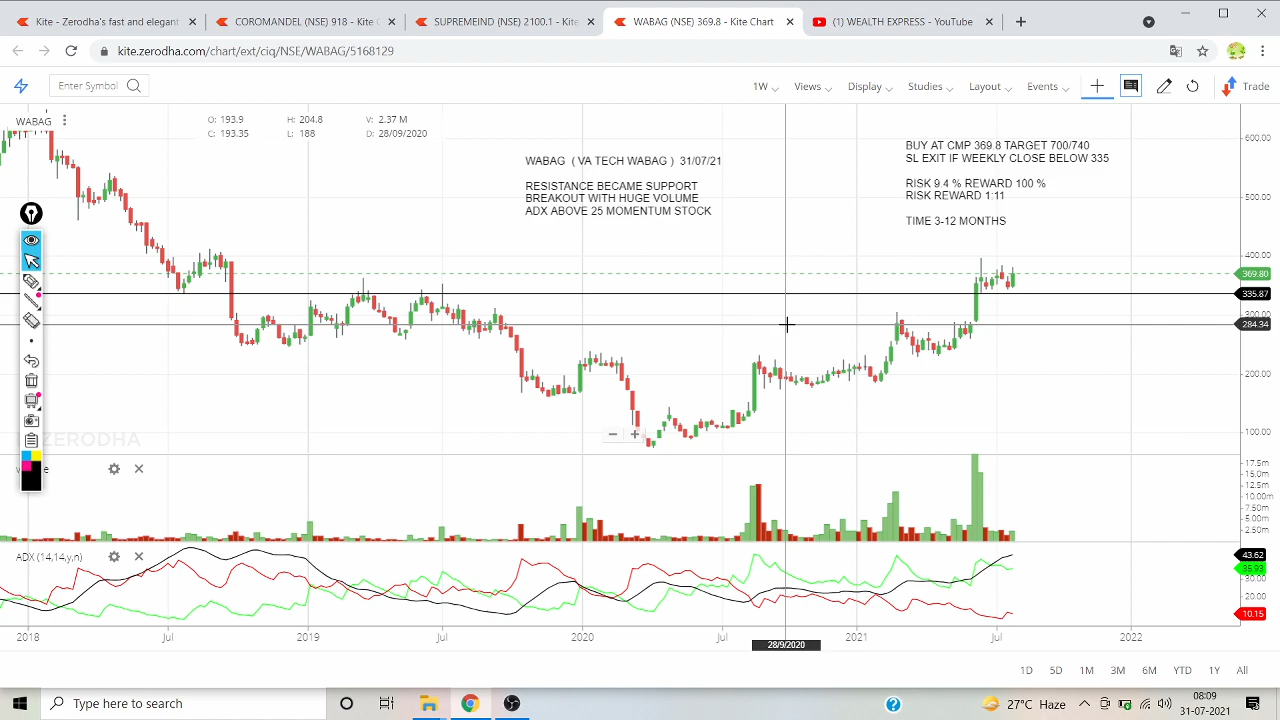 Kite - Zerodha's fast and elegant
COROMANDEL (NSE) 918 - Kite C
SUPREMEIND (NSE) 2100.1 - Kite
WABAG (NSE) 369.8 - Kite Chart
(1) WEALTH EXPRESS - YouTube
kite.zerodha.com/chart/ext/ciq/NSE/WABAG/5168129
Enter Symbol
1W
Views
Display
Studies
Layout
Events
Trade
WABAG
O: 193.9 H: 204.8 V: 2.37 M
C: 193.35 L: 188 D: 28/09/2020
WABAG ( VA TECH WABAG ) 31/07/21
RESISTANCE BECAME SUPPORT
BREAKOUT WITH HUGE VOLUME
ADX ABOVE 25 MOMENTUM STOCK
BUY AT CMP 369.8 TARGET 700/740
SL EXIT IF WEEKLY CLOSE BELOW 335
RISK 9.4 % REWARD 100 %
RISK REWARD 1:11
TIME 3-12 MONTHS
600.00
500.00
400.00
369.80
335.87
300.00
284.34
200.00
100.00
ZERODHA
17.5m
15.0m
12.5m
10.00m
7.50m
5.00m
2.50m
ADX (14,14,y,n)
43.62
35.93
30.00
20.00
10.15
2018 Jul 2019 Jul 2020 Jul 2021 Jul 2022
28/9/2020
1D 5D 1M 3M 6M YTD 1Y All
Type here to search
27°C Haze
08:09
31-07-2021